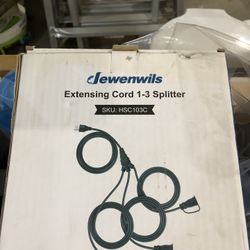 Dewenwils
Extensing Cord 1-3 Splitter
SKU: HSC103C